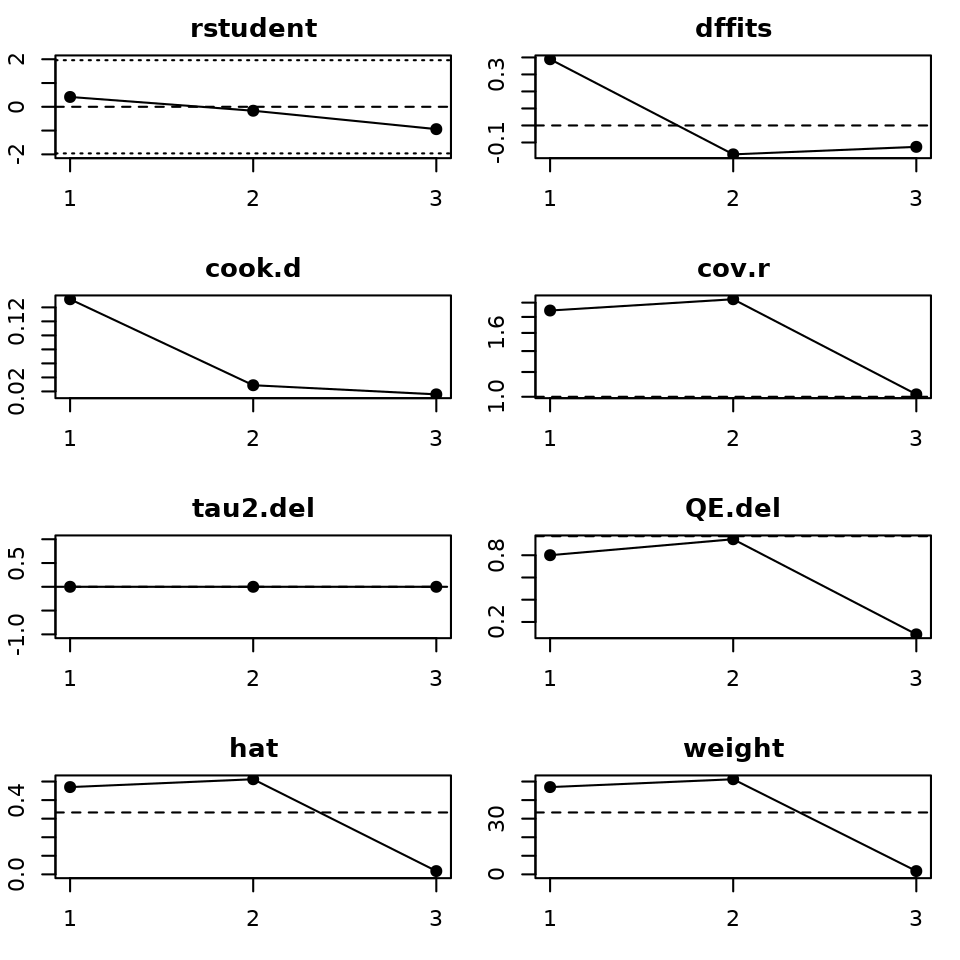 rstudent
2
0
-2
1 2 3
dffits
0.3
-0.1
1 2 3
cook.d
0.12
0.02
1 2 3
cov.r
1.6
1.0
1 2 3
tau2.del
0.5
-1.0
1 2 3
QE.del
0.8
0.2
1 2 3
hat
0.4
0.0
1 2 3
weight
30
0
1 2 3